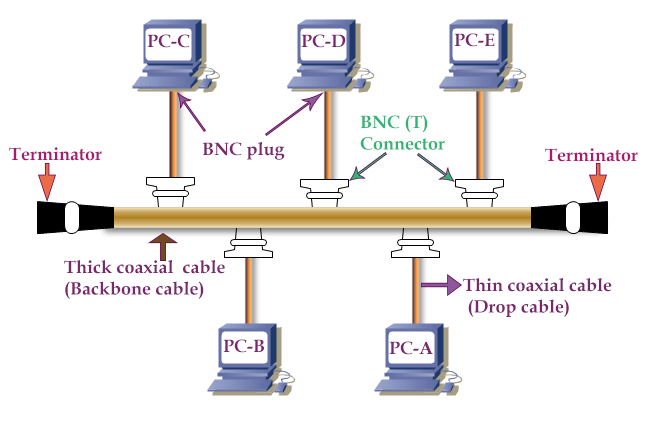 PC-C
PC-D
PC-E
BNC (T)
Connector
BNC plug
Terminator
Terminator
Thick coaxial cable
(Backbone cable)
Thin coaxial cable
(Drop cable)
PC-B
PC-A